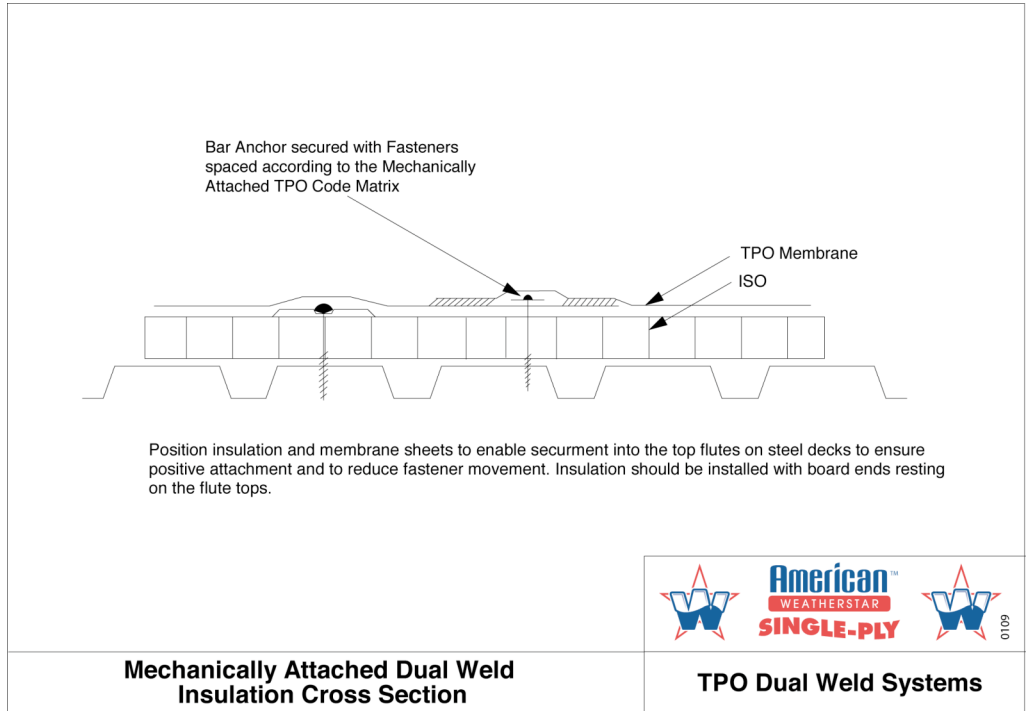 Bar Anchor secured with Fasteners
spaced according to the Mechanically
Attached TPO Code Matrix
TPO Membrane
ISO
Position insulation and membrane sheets to enable securment into the top flutes on steel decks to ensure
positive attachment and to reduce fastener movement. Insulation should be installed with board ends resting
on the flute tops.
American™
WEATHERSTAR
SINGLE-PLY
W
W
0109
Mechanically Attached Dual Weld
Insulation Cross Section
TPO Dual Weld Systems